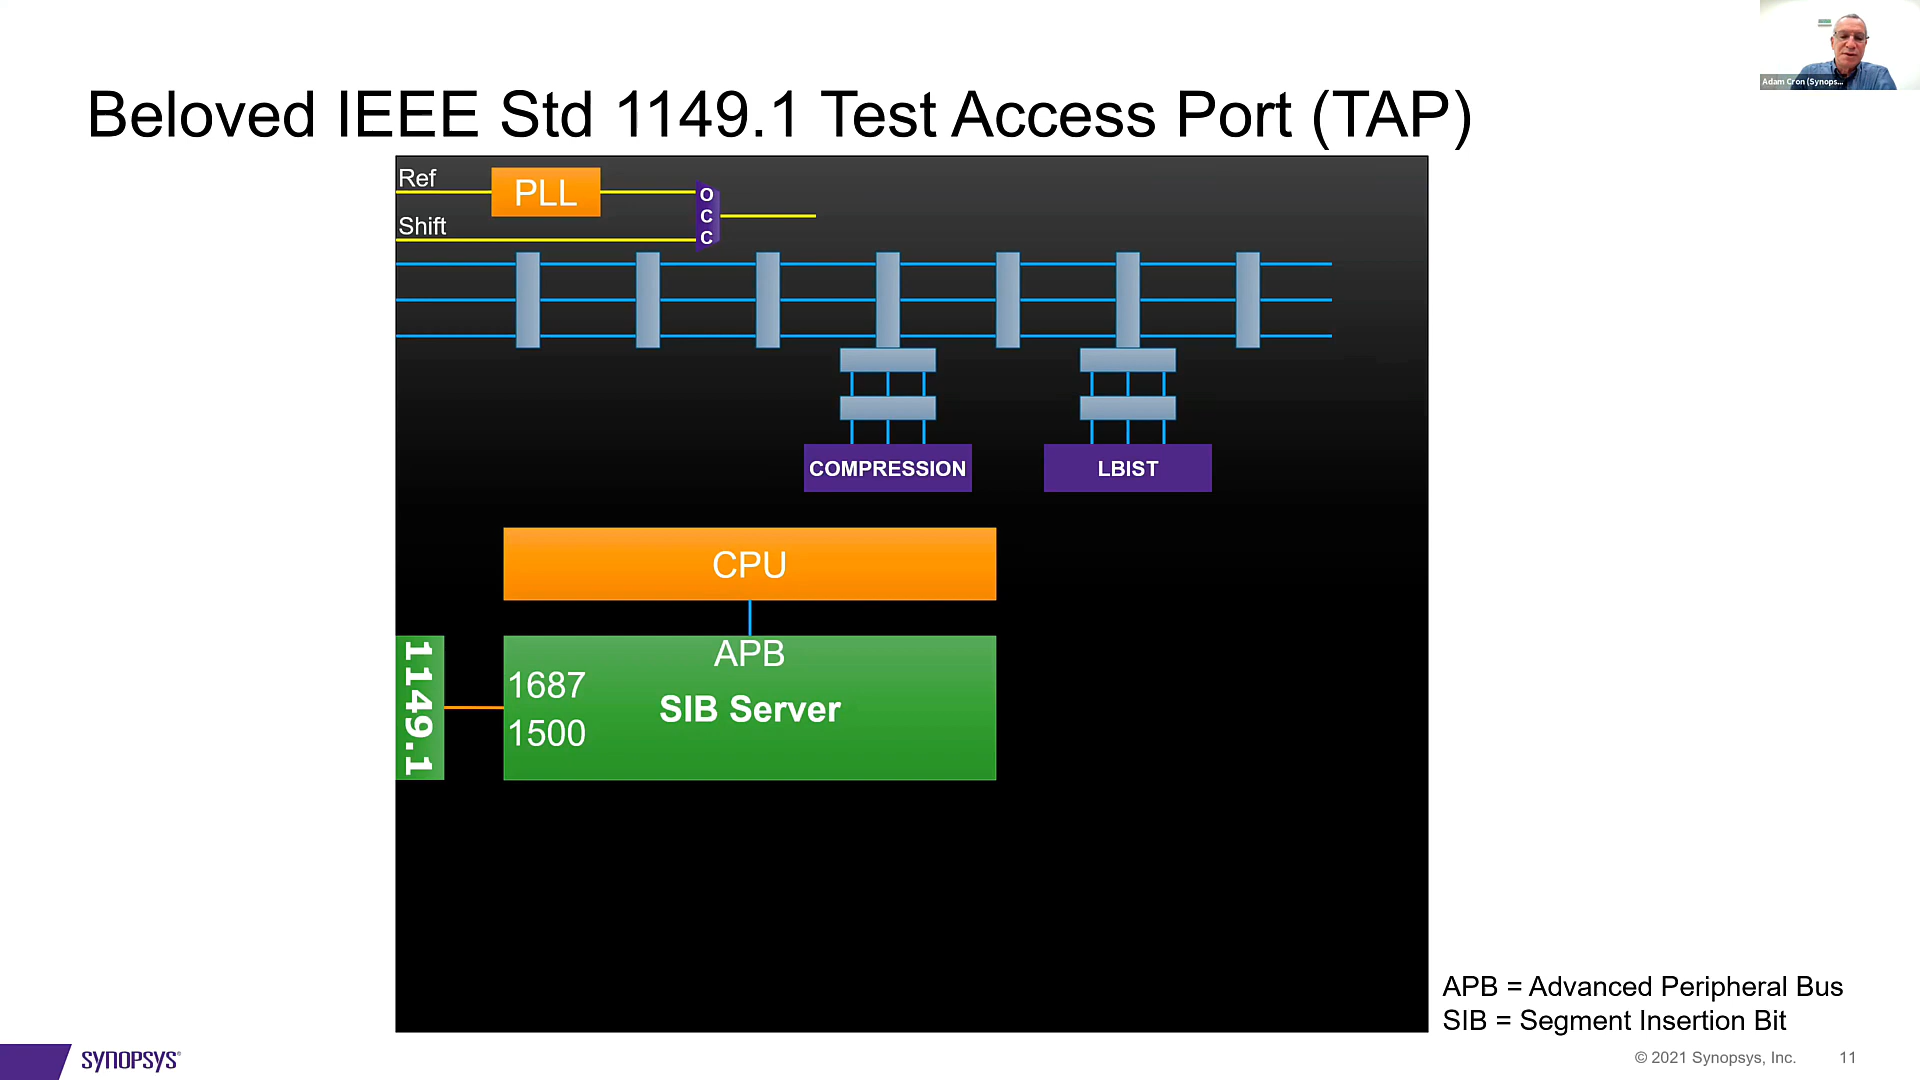 Adam Cron (Synops...
Beloved IEEE Std 1149.1 Test Access Port (TAP)
Ref
PLL
Shift
O
C
C
COMPRESSION
LBIST
CPU
APB
1149.1
1687
SIB Server
1500
APB = Advanced Peripheral Bus
SIB = Segment Insertion Bit
SYNOPSYS®
© 2021 Synopsys, Inc.
11